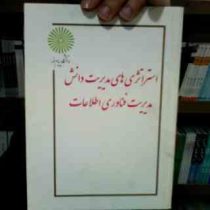 استراتژی های مدیریت دانش
مدیریت فناوری اطلاعات